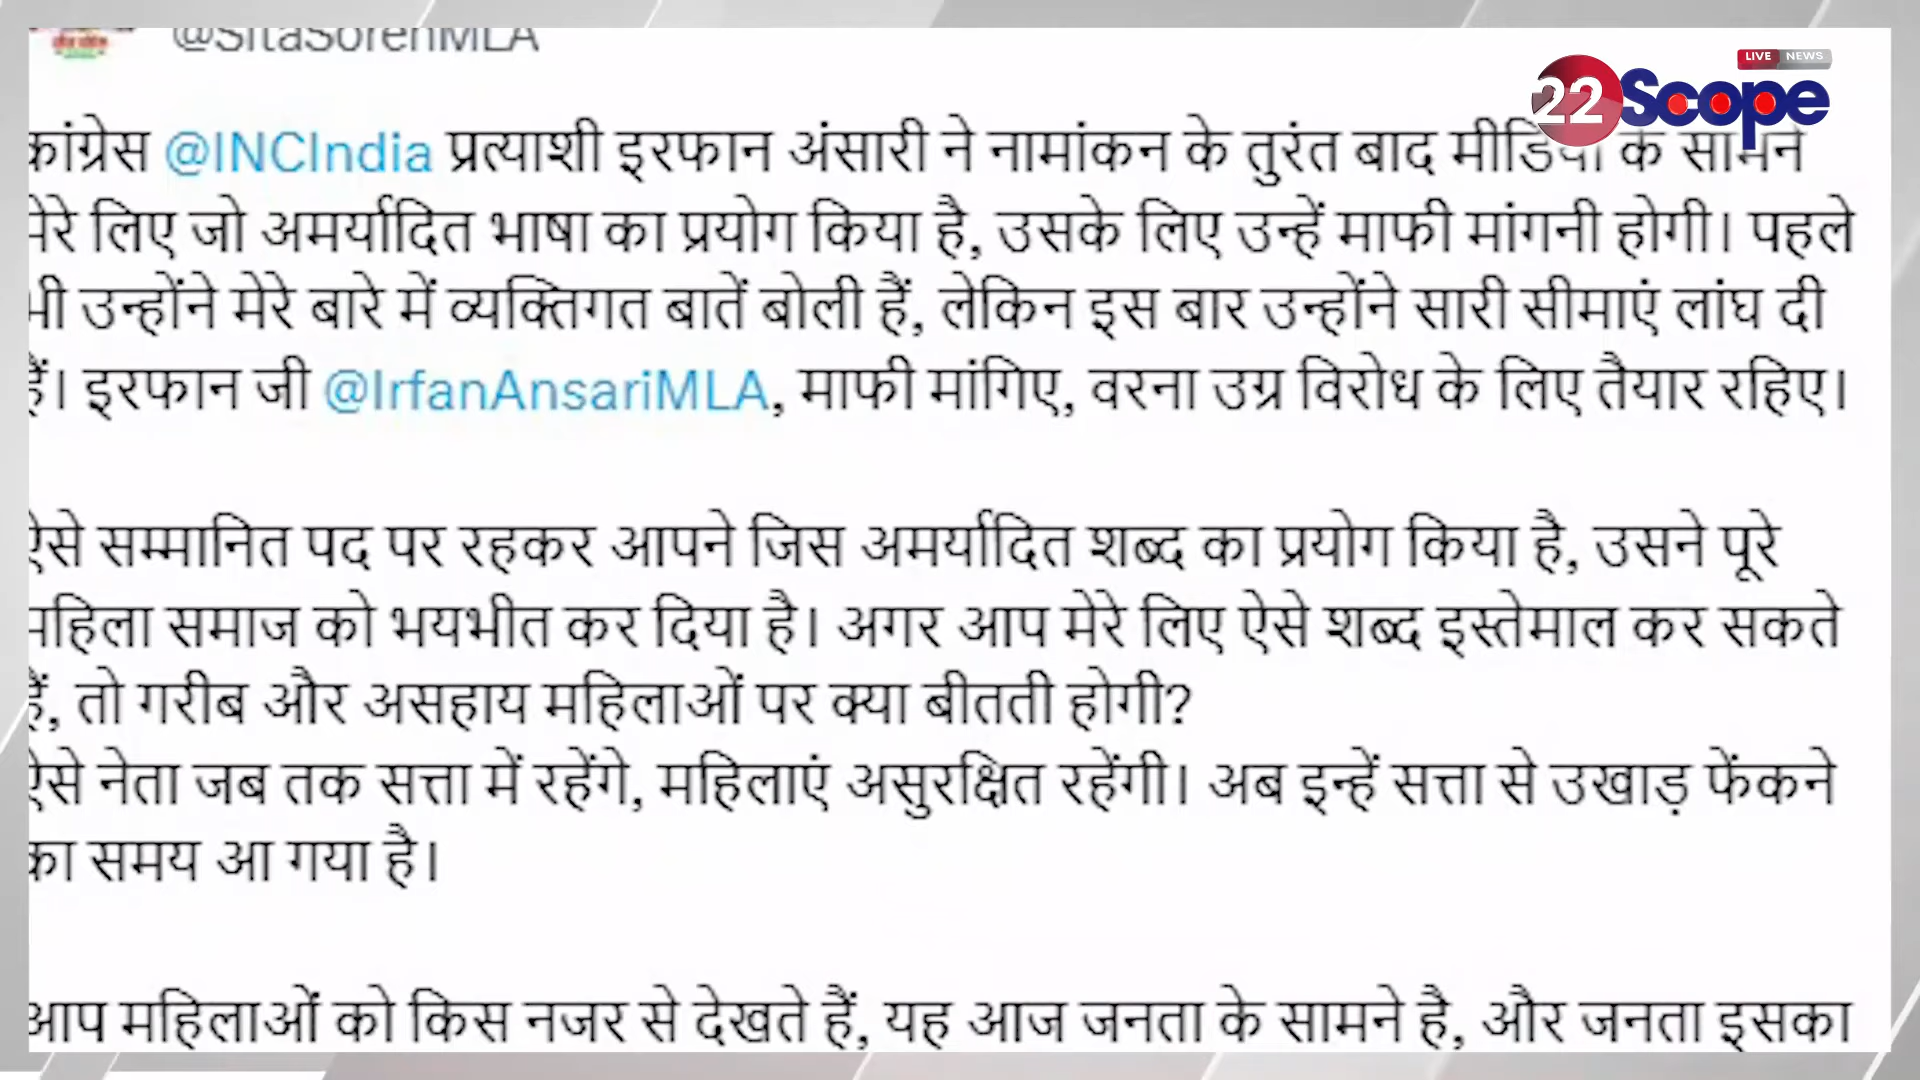 @SitaSorenMLA
LIVE NEWS
22Scope
कांग्रेस @INCIndia प्रत्याशी इरफान अंसारी ने नामांकन के तुरंत बाद मीडिया के सामने
मेरे लिए जो अमर्यादित भाषा का प्रयोग किया है, उसके लिए उन्हें माफी मांगनी होगी। पहले
भी उन्होंने मेरे बारे में व्यक्तिगत बातें बोली हैं, लेकिन इस बार उन्होंने सारी सीमाएं लांघ दी
हैं। इरफान जी @IrfanAnsariMLA, माफी मांगिए, वरना उग्र विरोध के लिए तैयार रहिए।
ऐसे सम्मानित पद पर रहकर आपने जिस अमर्यादित शब्द का प्रयोग किया है, उसने पूरे
महिला समाज को भयभीत कर दिया है। अगर आप मेरे लिए ऐसे शब्द इस्तेमाल कर सकते
हैं, तो गरीब और असहाय महिलाओं पर क्या बीतती होगी?
ऐसे नेता जब तक सत्ता में रहेंगे, महिलाएं असुरक्षित रहेंगी। अब इन्हें सत्ता से उखाड़ फेंकने
का समय आ गया है।
आप महिलाओं को किस नजर से देखते हैं, यह आज जनता के सामने है, और जनता इसका